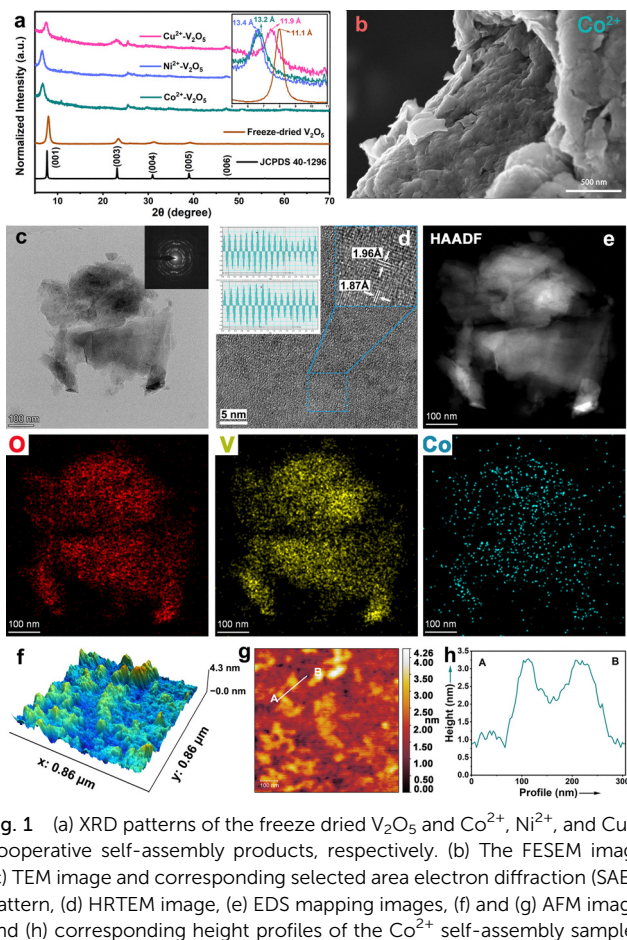 a
Normalized Intensity (a.u.)
Cu²⁺-V₂O₅
Ni²⁺-V₂O₅
Co²⁺-V₂O₅
Freeze-dried V₂O₅
JCPDS 40-1296
(001)
(003)
(004)
(005)
(006)
13.4 Å
13.2 Å
11.9 Å
11.1Å
10 20 30 40 50 60 70
2θ (degree)
b
Co²⁺
500 nm
c
100 nm
d
1.96Å
1.87Å
5 nm
HAADF
e
100 nm
O
100 nm
V
100 nm
Co
100 nm
f
4.3 nm
−0.0 nm
x: 0.86 µm
y: 0.86 µm
g
A
B
100 nm
4.26
4.00
3.50
3.00
2.50
2.00
1.50
1.00
0.50
0.00
nm
h
A
B
Height (nm)
3.5
3.0
2.5
2.0
1.5
1.0
0.5
0.0
0 100 200 300
Profile (nm)
g. 1 (a) XRD patterns of the freeze dried V₂O₅ and Co²⁺, Ni²⁺, and Cu
ooperative self-assembly products, respectively. (b) The FESEM imag
) TEM image and corresponding selected area electron diffraction (SAE
attern, (d) HRTEM image, (e) EDS mapping images, (f) and (g) AFM imag
nd (h) corresponding height profiles of the Co²⁺ self-assembly sample